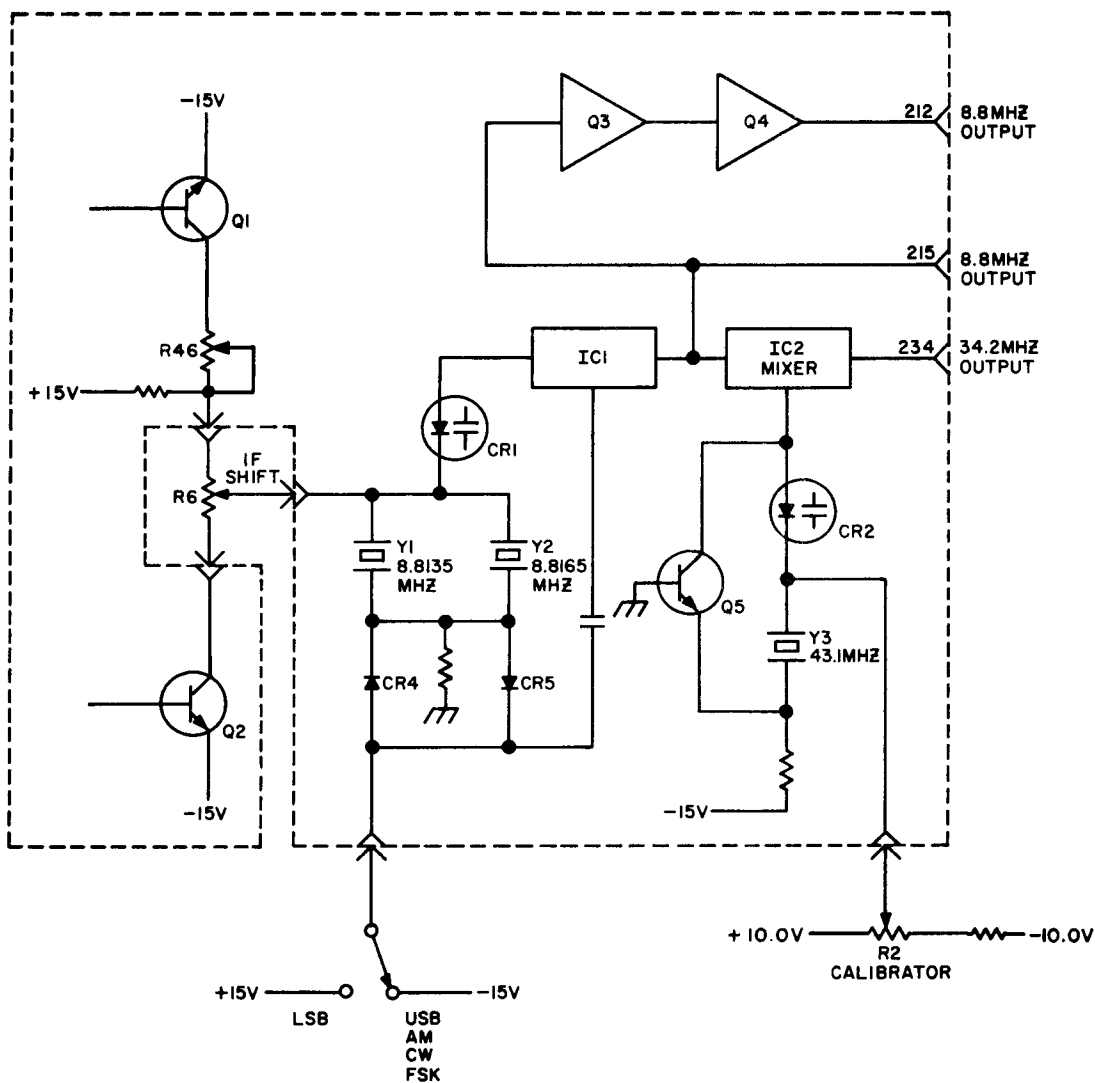 -15V
Q1
R46
+15V
IF
SHIFT
R6
Q2
-15V
Q3
Q4
212
8.8MHZ
OUTPUT
215
8.8MHZ
OUTPUT
IC1
IC2
MIXER
234
34.2MHZ
OUTPUT
CR1
Y1
8.8135
MHZ
Y2
8.8165
MHZ
CR4
CR5
CR2
Q5
Y3
43.1MHZ
-15V
+10.0V
R2
CALIBRATOR
-10.0V
+15V
LSB
-15V
USB
AM
CW
FSK